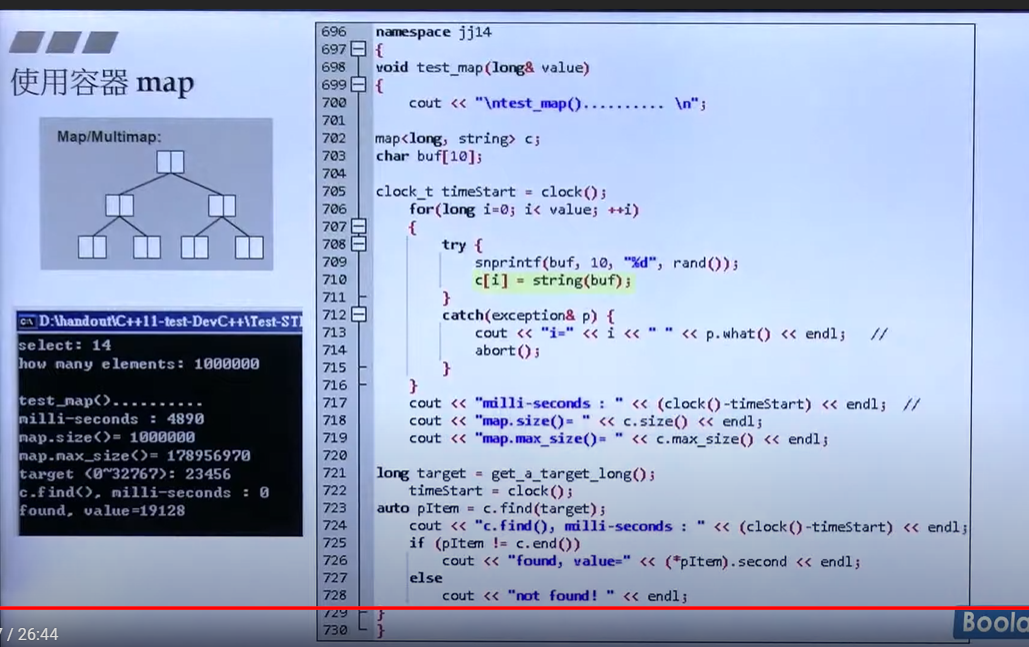 使用容器 map
Map/Multimap:
D:\handout\C++11-test-DevC++\Test-STL
select: 14
how many elements: 1000000
test_map()..........
milli-seconds : 4890
map.size()= 1000000
map.max_size()= 178956970
target (0~32767): 23456
c.find(), milli-seconds : 0
found, value=19128
696 namespace jj14
697 {
698 void test_map(long& value)
699 {
700 cout << "\ntest_map().......... \n";
701
702 map<long, string> c;
703 char buf[10];
704
705 clock_t timeStart = clock();
706 for(long i=0; i< value; ++i)
707 {
708 try {
709 snprintf(buf, 10, "%d", rand());
710 c[i] = string(buf);
711 }
712 catch(exception& p) {
713 cout << "i=" << i << " " << p.what() << endl; //
714 abort();
715 }
716 }
717 cout << "milli-seconds : " << (clock()-timeStart) << endl; //
718 cout << "map.size()= " << c.size() << endl;
719 cout << "map.max_size()= " << c.max_size() << endl;
720
721 long target = get_a_target_long();
722 timeStart = clock();
723 auto pItem = c.find(target);
724 cout << "c.find(), milli-seconds : " << (clock()-timeStart) << endl;
725 if (pItem != c.end())
726 cout << "found, value=" << (*pItem).second << endl;
727 else
728 cout << "not found! " << endl;
729 }
730 }
/ 26:44
Boola